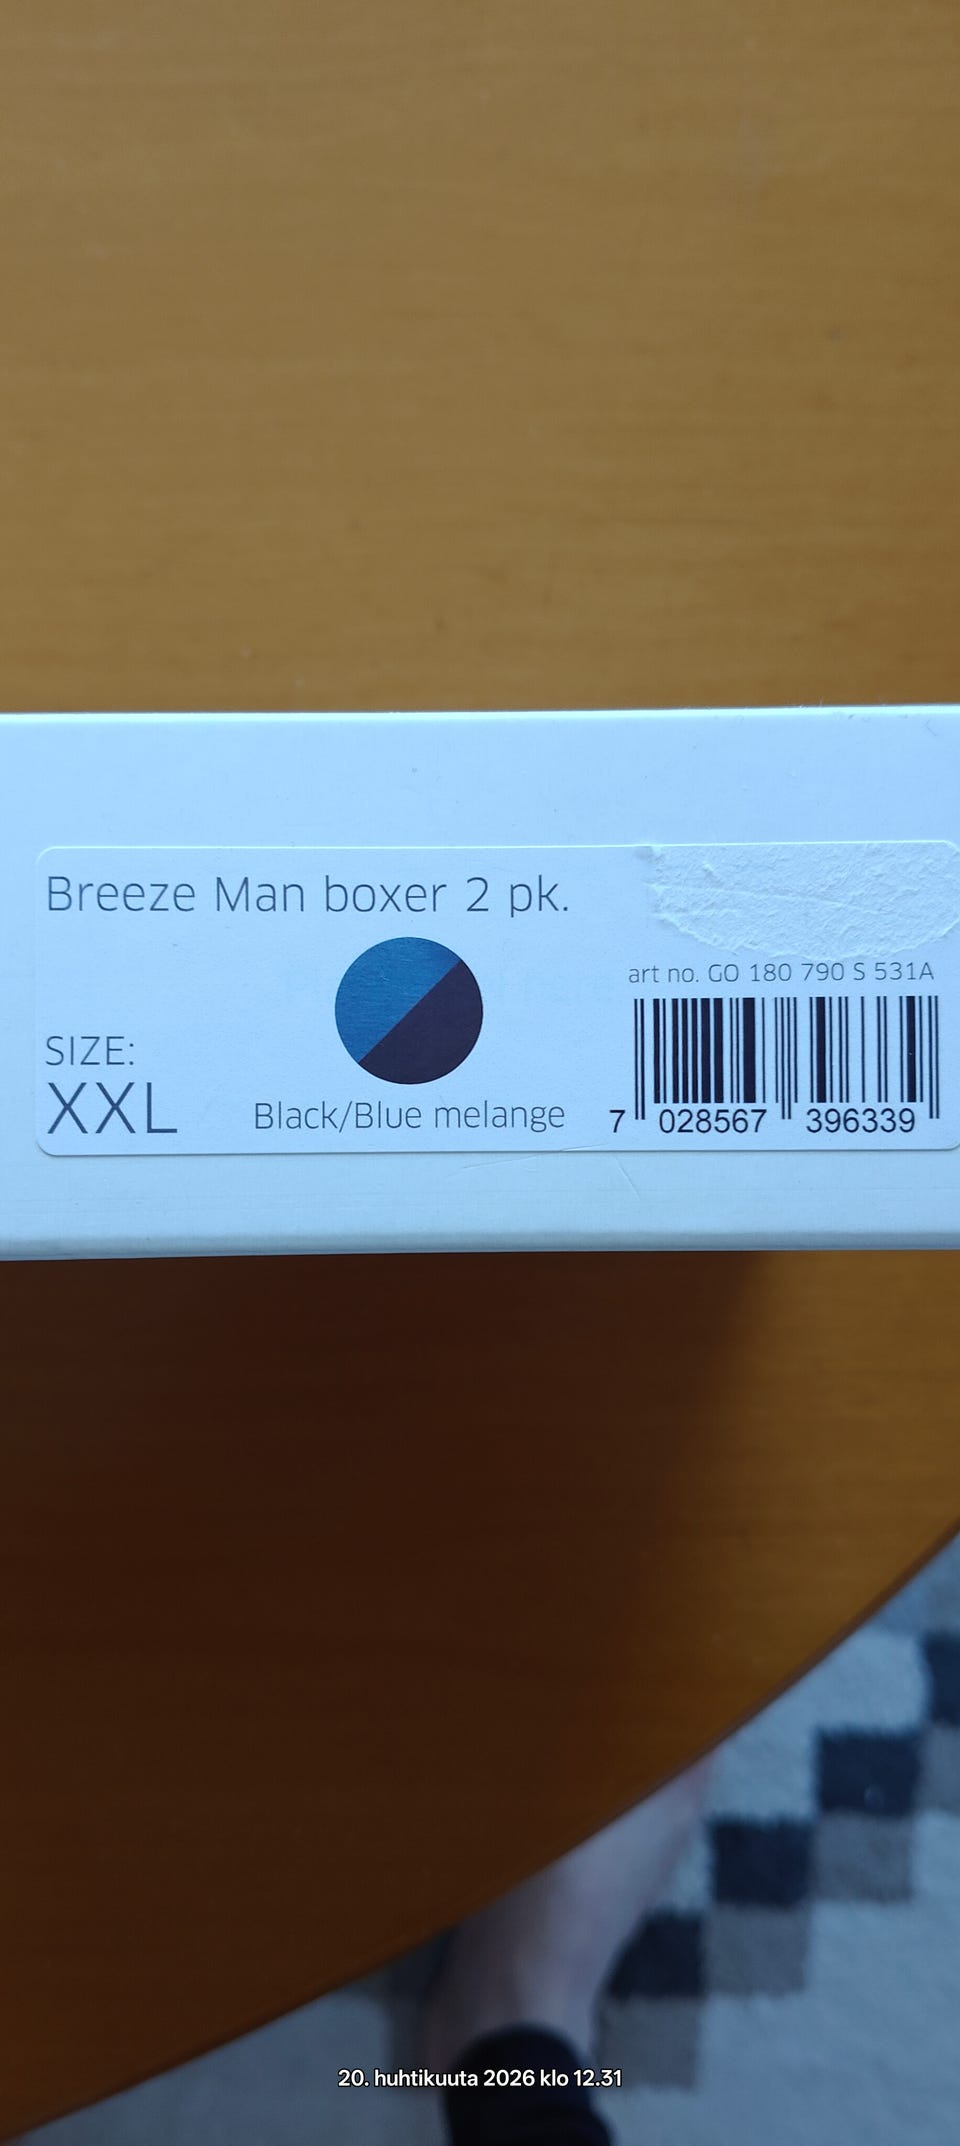 Breeze Man boxer 2 pk.
art no. GO 180 790 S 531A
SIZE:
XXL
Black/Blue melange
7 028567 396339
20. huhtikuuta 2026 klo 12.31